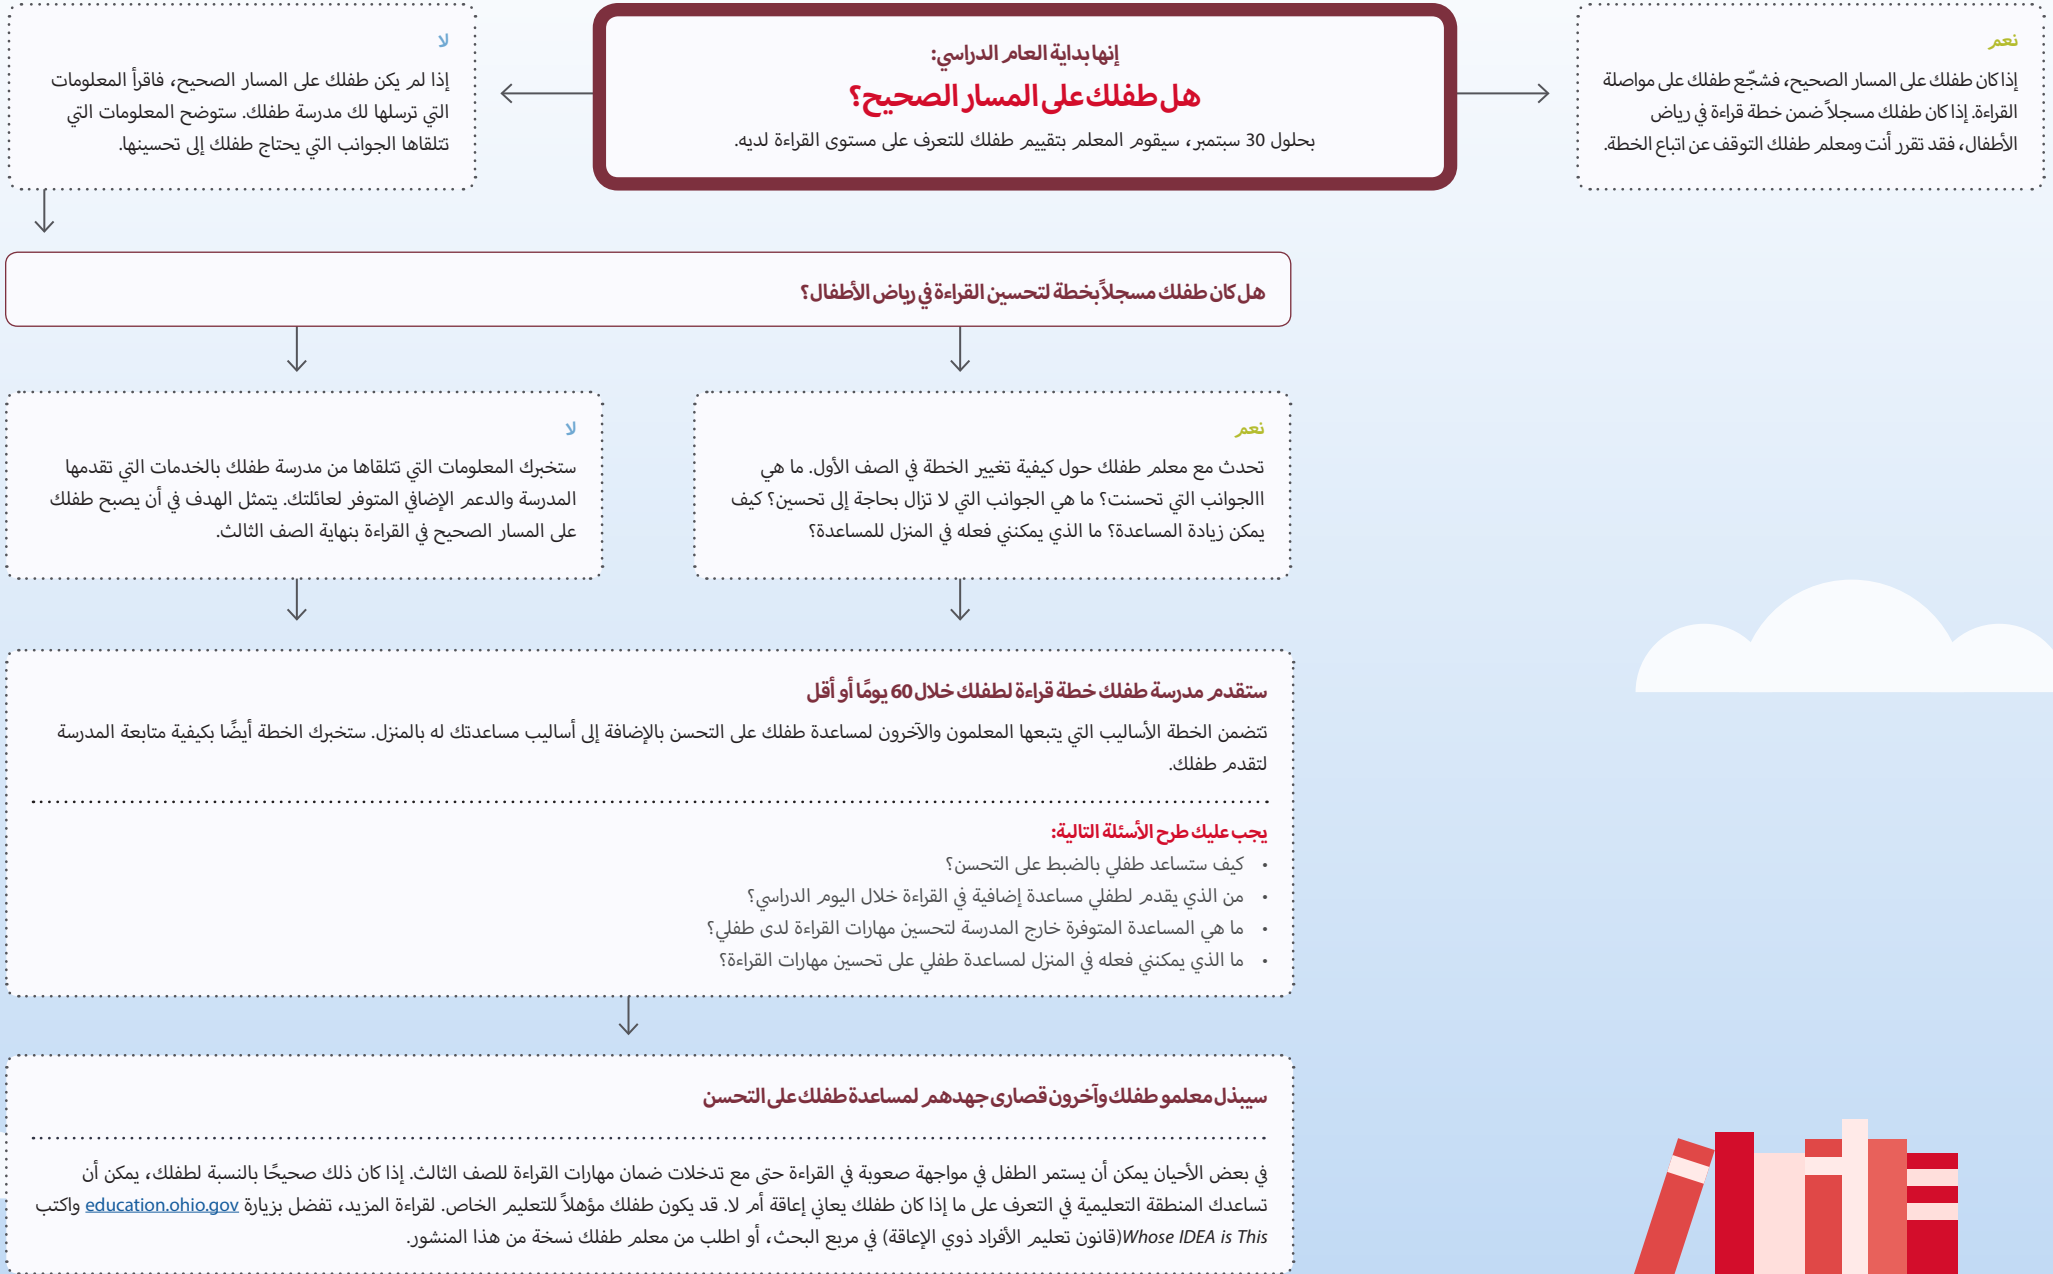 إنها بداية العام الدراسي:
هل طفلك على المسار الصحيح؟
بحلول 30 سبتمبر، سيقوم المعلم بتقييم طفلك للتعرف على مستوى القراءة لديه.
نعم
إذا كان طفلك على المسار الصحيح، فشجّع طفلك على مواصلة
القراءة. إذا كان طفلك مسجلاً ضمن خطة قراءة في رياض
الأطفال، فقد تقرر أنت ومعلم طفلك التوقف عن اتباع الخطة.
لا
إذا لم يكن طفلك على المسار الصحيح، فاقرأ المعلومات
التي ترسلها لك مدرسة طفلك. ستوضح المعلومات التي
تتلقاها الجوانب التي يحتاج طفلك إلى تحسينها.
هل كان طفلك مسجلاً بخطة لتحسين القراءة في رياض الأطفال؟
نعم
تحدث مع معلم طفلك حول كيفية تغيير الخطة في الصف الأول. ما هي
االجوانب التي تحسنت؟ ما هي الجوانب التي لا تزال بحاجة إلى تحسين؟ كيف
يمكن زيادة المساعدة؟ ما الذي يمكنني فعله في المنزل للمساعدة؟
لا
ستخبرك المعلومات التي تتلقاها من مدرسة طفلك بالخدمات التي تقدمها
المدرسة والدعم الإضافي المتوفر لعائلتك. يتمثل الهدف في أن يصبح طفلك
على المسار الصحيح في القراءة بنهاية الصف الثالث.
ستقدم مدرسة طفلك خطة قراءة لطفلك خلال 60 يومًا أو أقل
تتضمن الخطة الأساليب التي يتبعها المعلمون والآخرون لمساعدة طفلك على التحسن بالإضافة إلى أساليب مساعدتك له بالمنزل. ستخبرك الخطة أيضًا بكيفية متابعة المدرسة
لتقدم طفلك.
يجب عليك طرح الأسئلة التالية:
• كيف ستساعد طفلي بالضبط على التحسن؟
• من الذي يقدم لطفلي مساعدة إضافية في القراءة خلال اليوم الدراسي؟
• ما هي المساعدة المتوفرة خارج المدرسة لتحسين مهارات القراءة لدى طفلي؟
• ما الذي يمكنني فعله في المنزل لمساعدة طفلي على تحسين مهارات القراءة؟
سيبذل معلمو طفلك وآخرون قصارى جهدهم لمساعدة طفلك على التحسن
في بعض الأحيان يمكن أن يستمر الطفل في مواجهة صعوبة في القراءة حتى مع تدخلات ضمان مهارات القراءة للصف الثالث. إذا كان ذلك صحيحًا بالنسبة لطفلك، يمكن أن
تساعدك المنطقة التعليمية في التعرف على ما إذا كان طفلك يعاني إعاقة أم لا. قد يكون طفلك مؤهلاً للتعليم الخاص. لقراءة المزيد، تفضل بزيارة education.ohio.gov واكتب
Whose IDEA is This(قانون تعليم الأفراد ذوي الإعاقة) في مربع البحث، أو اطلب من معلم طفلك نسخة من هذا المنشور.